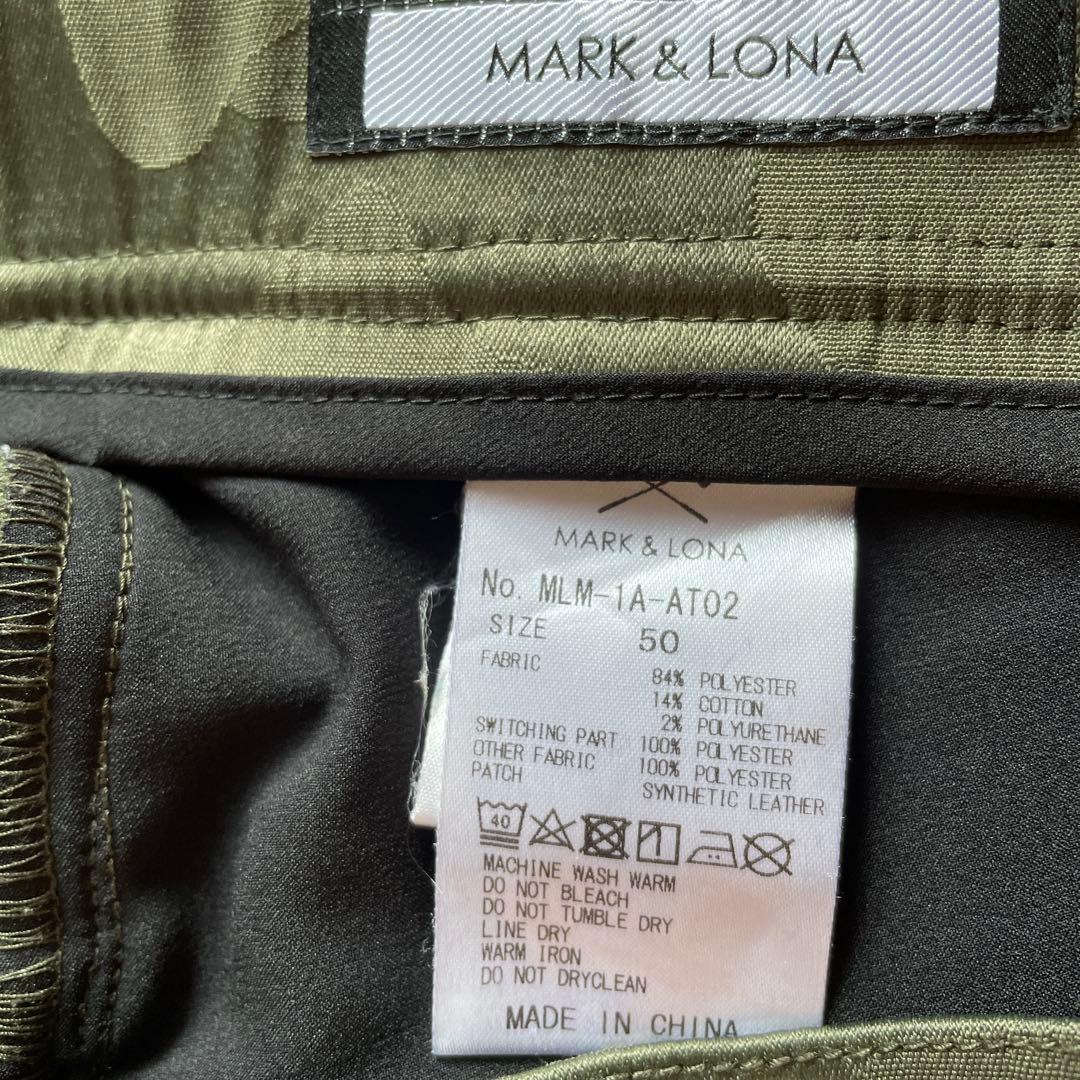 MARK & LONA
MARK & LONA
No. MLM-1A-AT02
SIZE 50
FABRIC
84% POLYESTER
14% COTTON
2% POLYURETHANE
SWITCHING PART 100% POLYESTER
OTHER FABRIC 100% POLYESTER
PATCH SYNTHETIC LEATHER
40
MACHINE WASH WARM
DO NOT BLEACH
DO NOT TUMBLE DRY
LINE DRY
WARM IRON
DO NOT DRYCLEAN
MADE IN CHINA